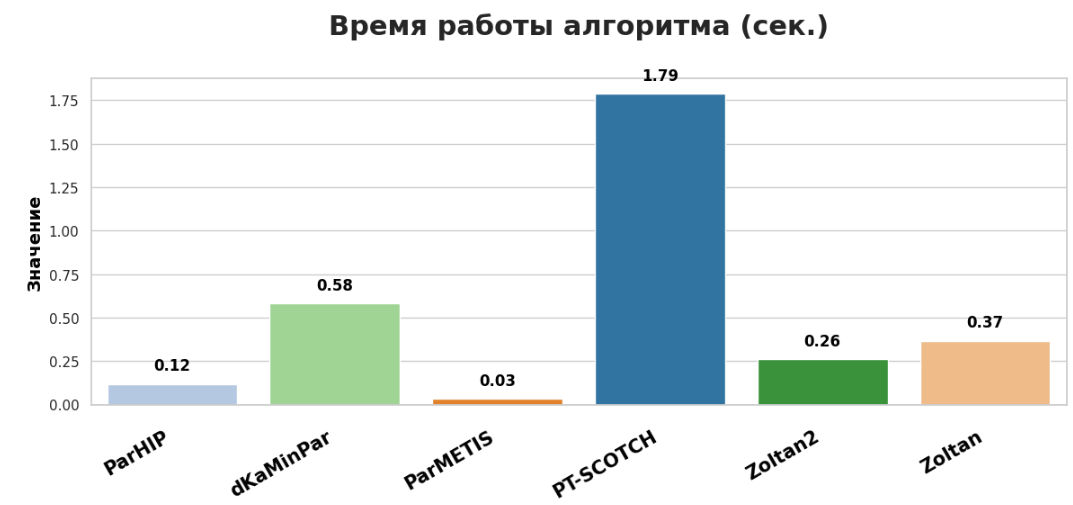 Время работы алгоритма (сек.)
Значение
1.75
1.50
1.25
1.00
0.75
0.50
0.25
0.00
0.12
0.58
0.03
1.79
0.26
0.37
ParHIP
dKaMinPar
ParMETIS
PT-SCOTCH
Zoltan2
Zoltan